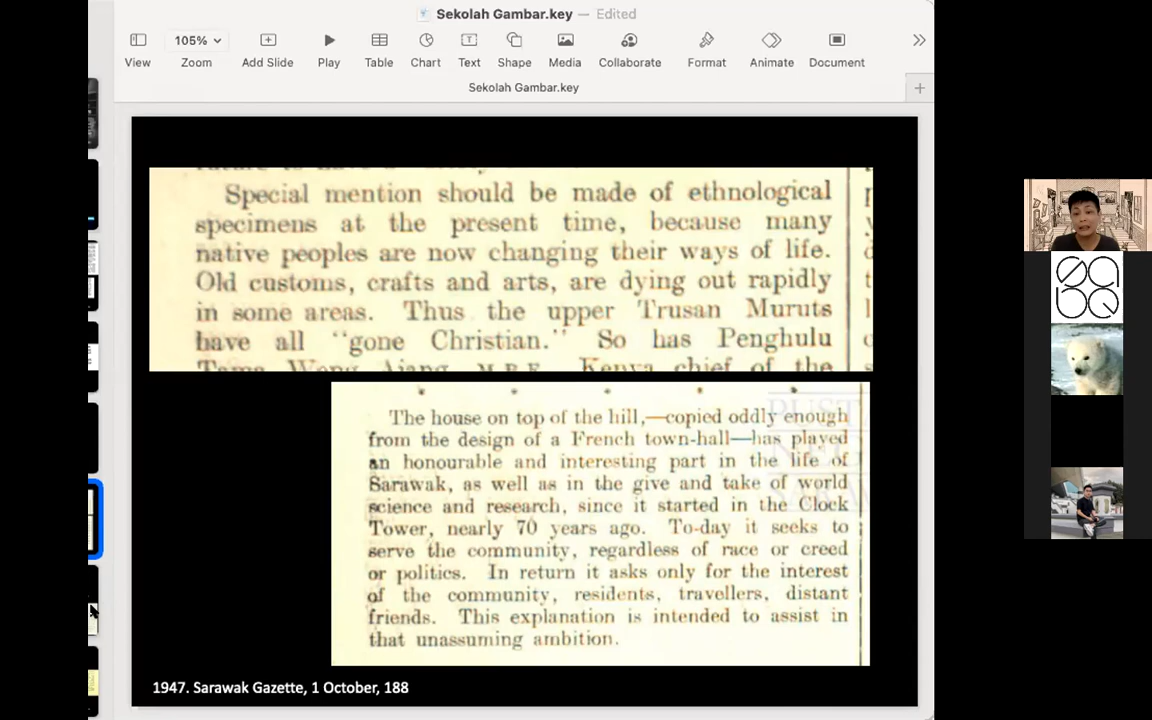 Sekolah Gambar.key — Edited
105%
View Zoom Add Slide Play Table Chart Text Shape Media Collaborate Format Animate Document
Sekolah Gambar.key
Special mention should be made of ethnological
specimens at the present time, because many
native peoples are now changing their ways of life.
Old customs, crafts and arts, are dying out rapidly
in some areas. Thus the upper Trusan Muruts
have all "gone Christian." So has Penghulu
Kenya chief of the
The house on top of the hill,—copied oddly enough
from the design of a French town-hall—has played
an honourable and interesting part in the life of
Sarawak, as well as in the give and take of world
science and research, since it started in the Clock
Tower, nearly 70 years ago. To-day it seeks to
serve the community, regardless of race or creed
or politics. In return it asks only for the interest
of the community, residents, travellers, distant
friends. This explanation is intended to assist in
that unassuming ambition.
1947. Sarawak Gazette, 1 October, 188